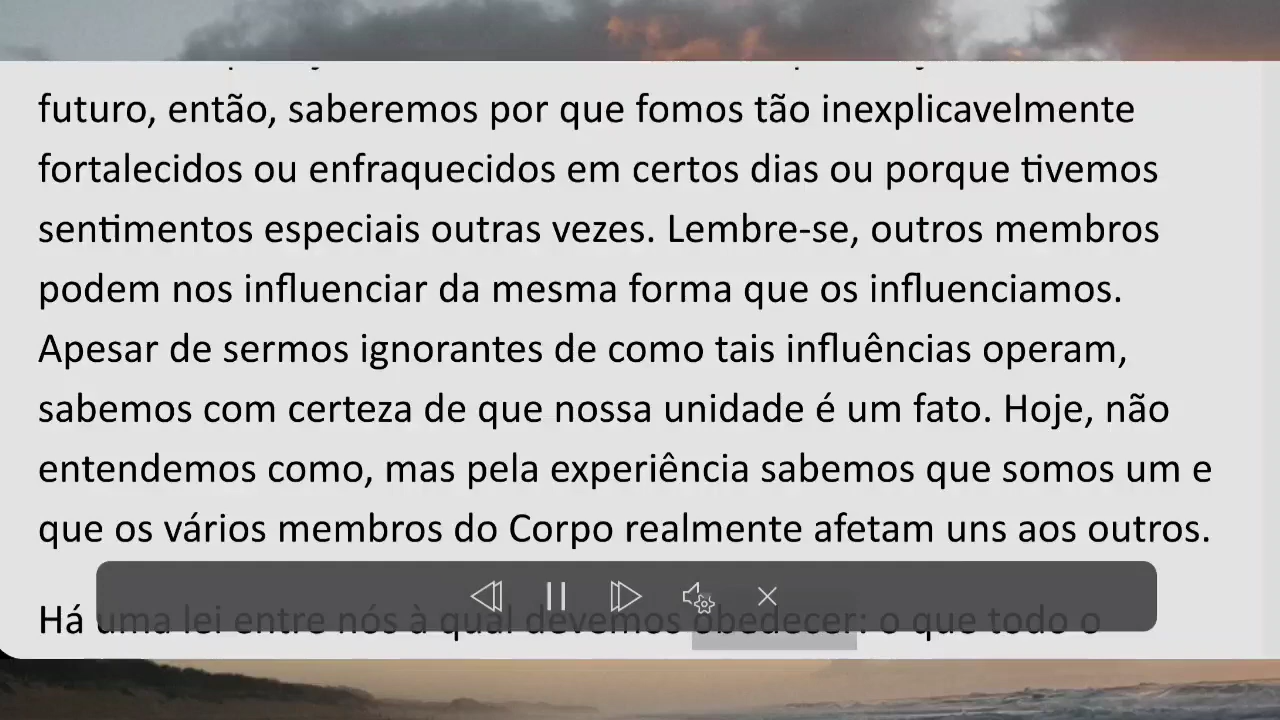 futuro, então, saberemos por que fomos tão inexplicavelmente
fortalecidos ou enfraquecidos em certos dias ou porque tivemos
sentimentos especiais outras vezes. Lembre-se, outros membros
podem nos influenciar da mesma forma que os influenciamos.
Apesar de sermos ignorantes de como tais influências operam,
sabemos com certeza de que nossa unidade é um fato. Hoje, não
entendemos como, mas pela experiência sabemos que somos um e
que os vários membros do Corpo realmente afetam uns aos outros.
Há uma lei entre nós à qual devemos obedecer: o que todo o